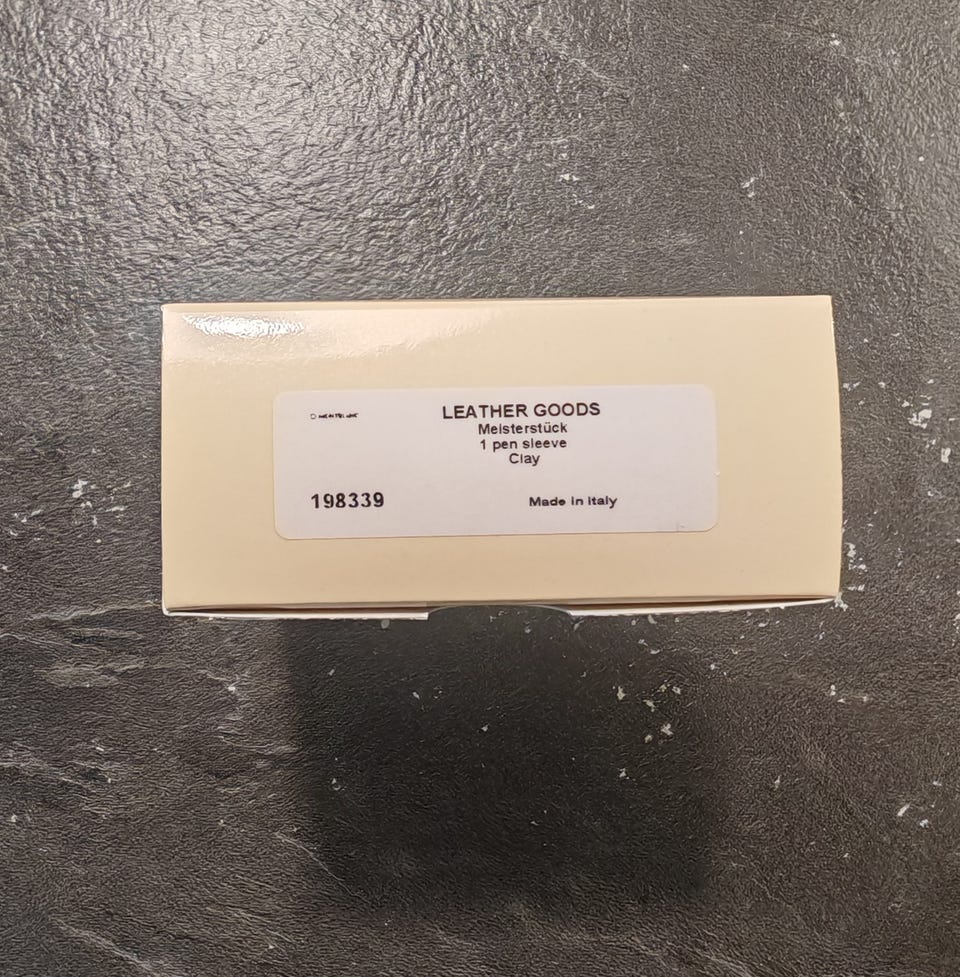 LEATHER GOODS
Meisterstück
1 pen sleeve
Clay
198339
Made in Italy